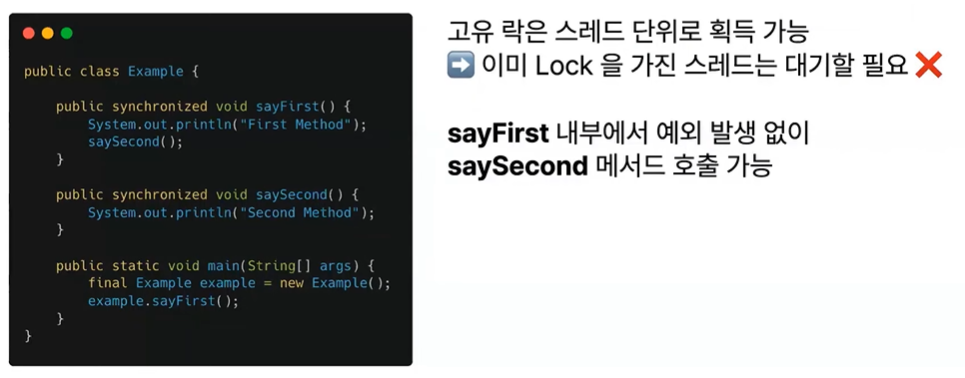 public class Example {
public synchronized void sayFirst() {
System.out.println("First Method");
saySecond();
}
public synchronized void saySecond() {
System.out.println("Second Method");
}
public static void main(String[] args) {
final Example example = new Example();
example.sayFirst();
}
}
고유 락은 스레드 단위로 획득 가능
➡️ 이미 Lock 을 가진 스레드는 대기할 필요 ❌
sayFirst 내부에서 예외 발생 없이
saySecond 메서드 호출 가능